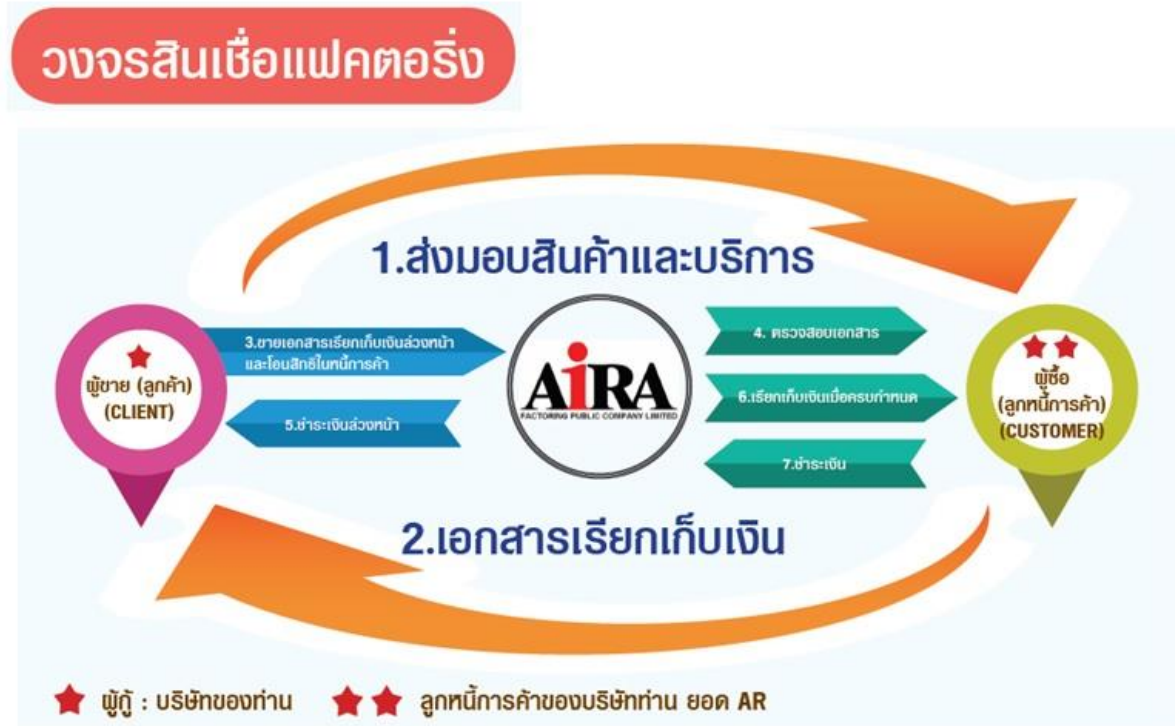 วงจรสินเชื่อแฟคตอริ่ง
1.ส่งมอบสินค้าและบริการ
ผู้ขาย (ลูกค้า)
(CLIENT)
3.ขายเอกสารเรียกเก็บเงินล่วงหน้า
และโอนสิทธิในหนี้การค้า
5.ชำระเงินล่วงหน้า
AiRA
FACTORING PUBLIC COMPANY LIMITED
4. ตรวจสอบเอกสาร
6.เรียกเก็บเงินเมื่อครบกำหนด
7.ชำระเงิน
ผู้ซื้อ
(ลูกหนี้การค้า)
(CUSTOMER)
2.เอกสารเรียกเก็บเงิน
ผู้กู้ : บริษัทของท่าน
ลูกหนี้การค้าของบริษัทท่าน ยอด AR